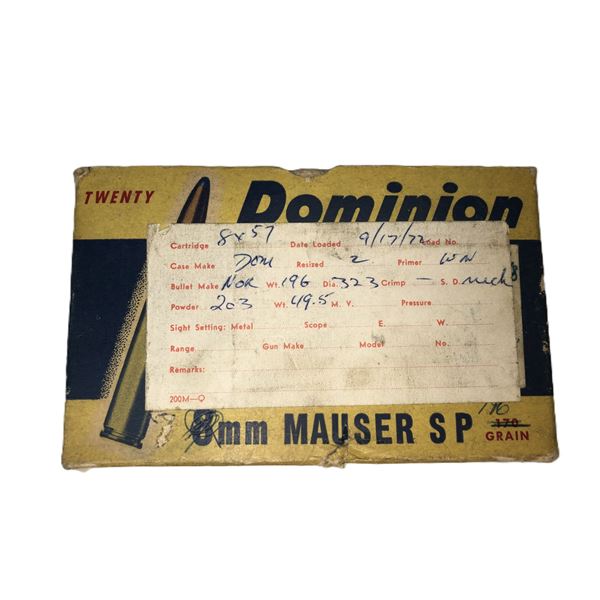 TWENTY
Dominion
Cartridge 8x57 Date Loaded 9/17/72 Load No.
Case Make Dom Resized 2 Primer WW
Bullet Make NOR Wt. 196 Dia. .323 Crimp — S. D.
Powder 203 Wt. 49.5 M. V. Pressure
Sight Setting: Metal Scope E. W.
Range Gun Make Model No.
Remarks:
200M—Q
8mm MAUSER SP 170
GRAIN